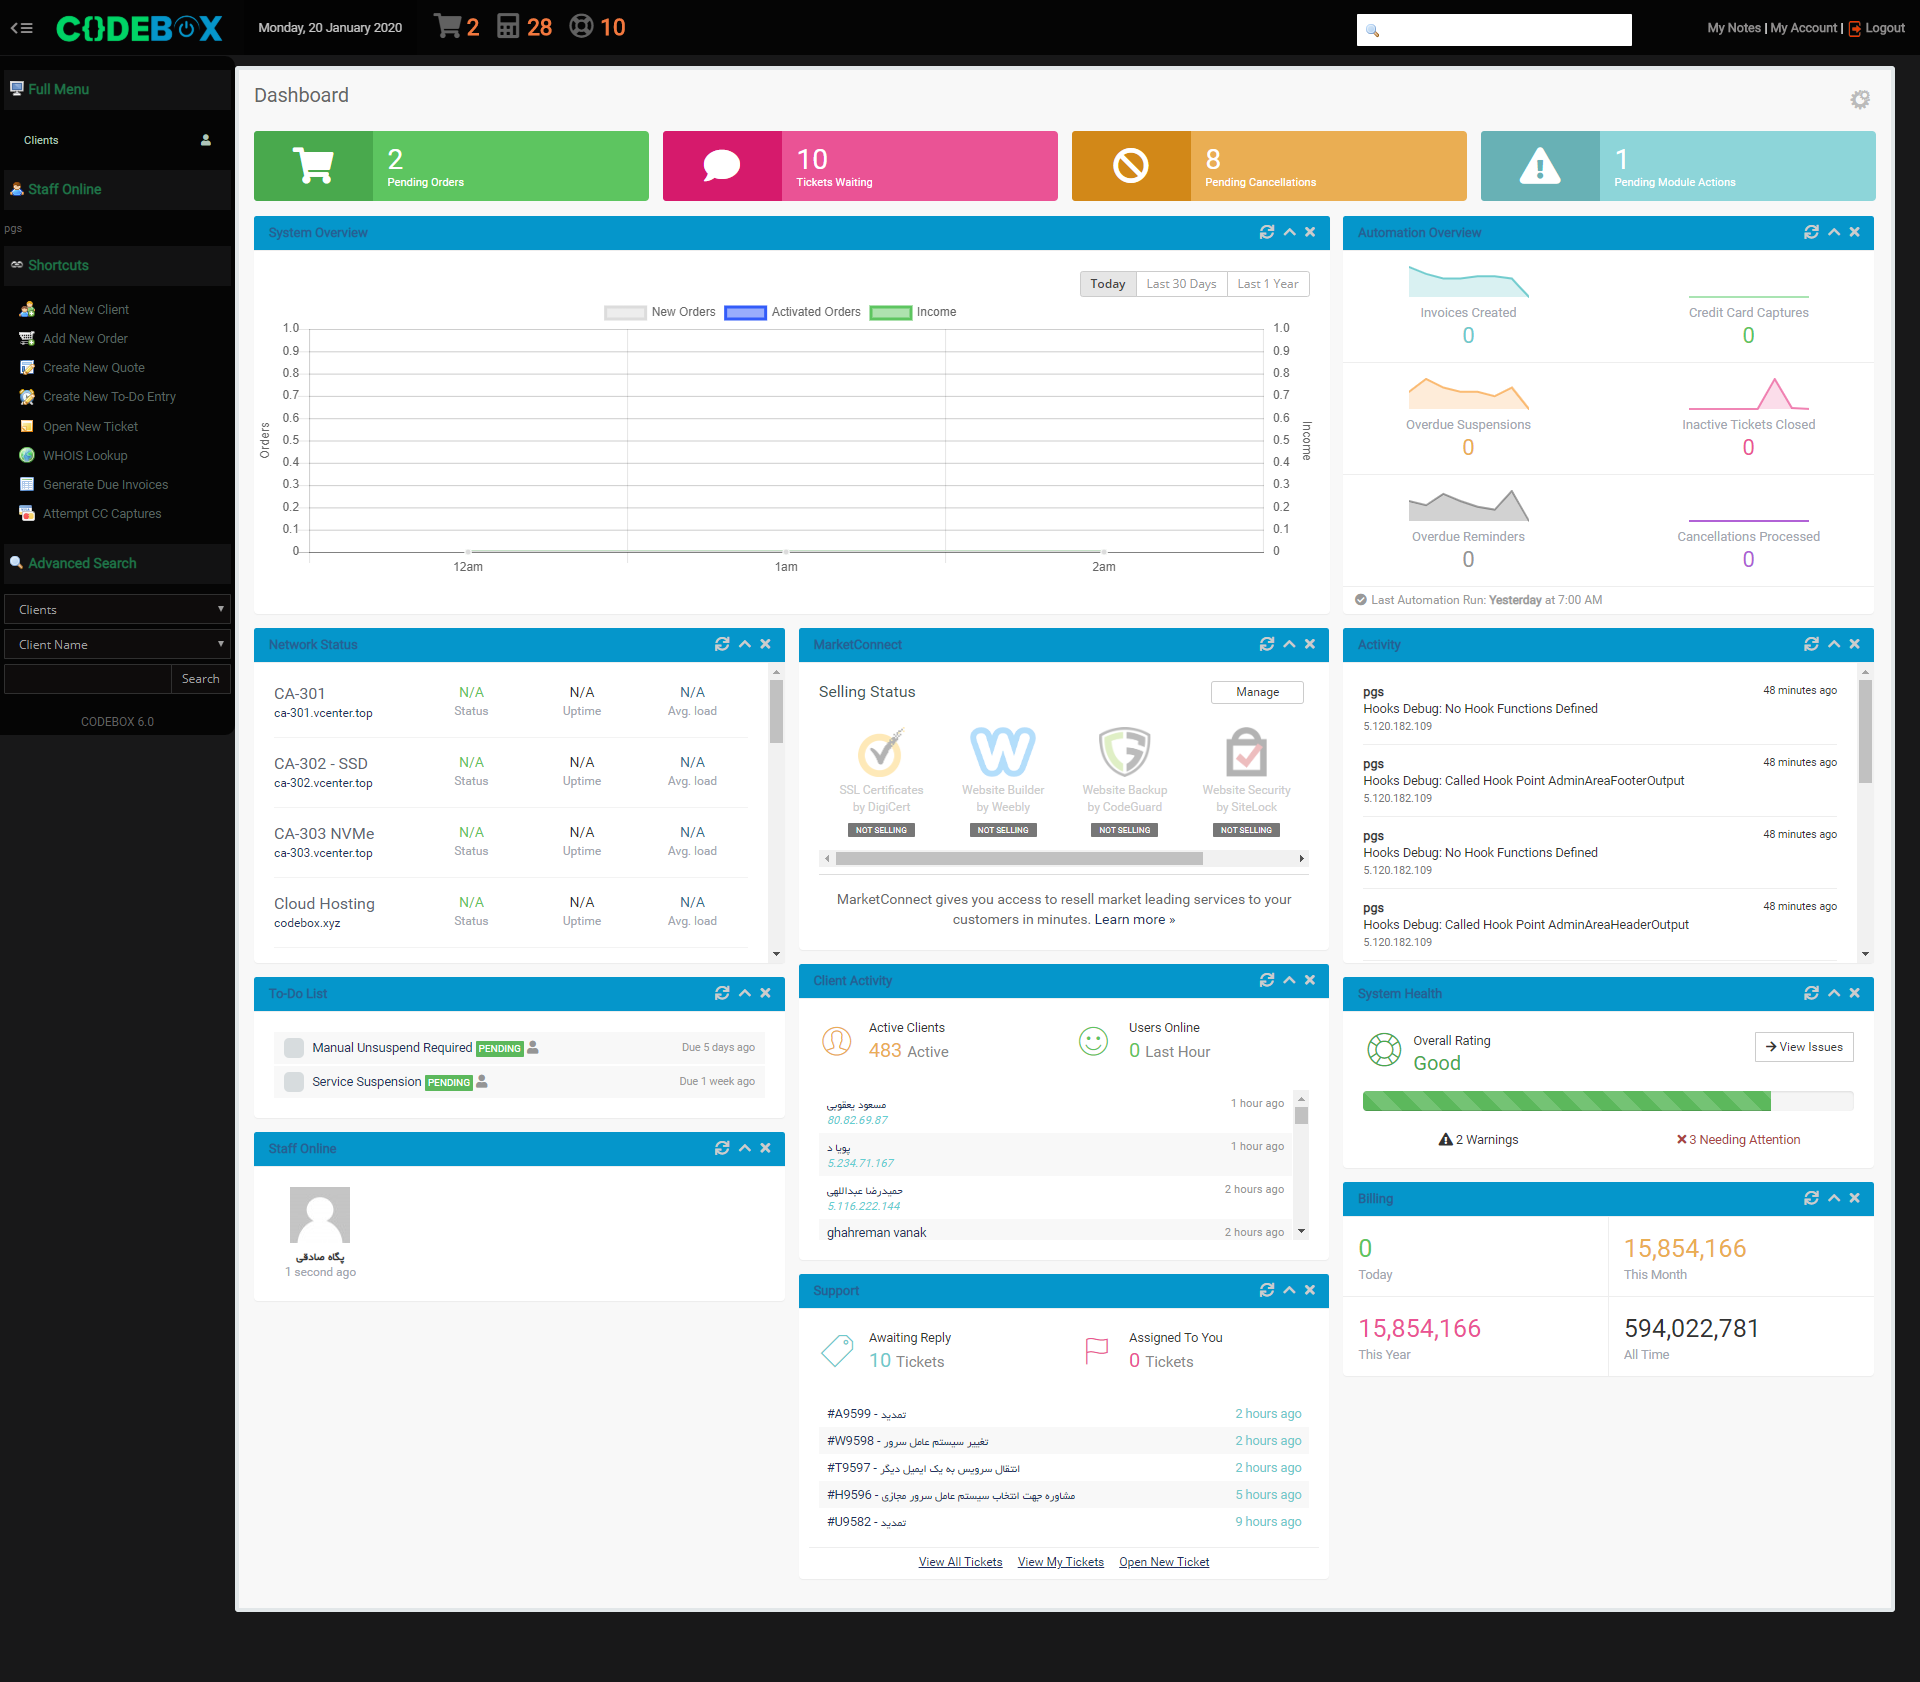 CODEBOX
Monday, 20 January 2020
2
28
10
My Notes | My Account | Logout
Full Menu
Clients
Staff Online
pgs
Shortcuts
Add New Client
Add New Order
Create New Quote
Create New To-Do Entry
Open New Ticket
WHOIS Lookup
Generate Due Invoices
Attempt CC Captures
Advanced Search
Clients
Client Name
Search
CODEBOX 6.0
Dashboard
2
Pending Orders
10
Tickets Waiting
8
Pending Cancellations
1
Pending Module Actions
System Overview
Today Last 30 Days Last 1 Year
New Orders Activated Orders Income
1.0 1.0
0.9 0.9
0.8 0.8
0.7 0.7
0.6 0.6
0.5 0.5
0.4 0.4
0.3 0.3
0.2 0.2
0.1 0.1
0 0
Orders
Income
12am 1am 2am
Automation Overview
Invoices Created
0
Credit Card Captures
0
Overdue Suspensions
0
Inactive Tickets Closed
0
Overdue Reminders
0
Cancellations Processed
0
Last Automation Run: Yesterday at 7:00 AM
Network Status
CA-301 N/A N/A N/A
ca-301.vcenter.top Status Uptime Avg. load
CA-302 - SSD N/A N/A N/A
ca-302.vcenter.top Status Uptime Avg. load
CA-303 NVMe N/A N/A N/A
ca-303.vcenter.top Status Uptime Avg. load
Cloud Hosting N/A N/A N/A
codebox.xyz Status Uptime Avg. load
MarketConnect
Selling Status
Manage
SSL Certificates
by DigiCert
NOT SELLING
Website Builder
by Weebly
NOT SELLING
Website Backup
by CodeGuard
NOT SELLING
Website Security
by SiteLock
NOT SELLING
MarketConnect gives you access to resell market leading services to your
customers in minutes. Learn more »
Activity
pgs 48 minutes ago
Hooks Debug: No Hook Functions Defined
5.120.182.109
pgs 48 minutes ago
Hooks Debug: Called Hook Point AdminAreaFooterOutput
5.120.182.109
pgs 48 minutes ago
Hooks Debug: No Hook Functions Defined
5.120.182.109
pgs 48 minutes ago
Hooks Debug: Called Hook Point AdminAreaHeaderOutput
5.120.182.109
To-Do List
Manual Unsuspend Required PENDING Due 5 days ago
Service Suspension PENDING Due 1 week ago
Staff Online
پگاه صادقی
1 second ago
Client Activity
Active Clients
483 Active
Users Online
0 Last Hour
مسعود یعقوبی 1 hour ago
80.82.69.87
پویا د 1 hour ago
5.234.71.167
حمیدرضا عبداللهی 2 hours ago
5.116.222.144
ghahreman vanak 2 hours ago
Support
Awaiting Reply
10 Tickets
Assigned To You
0 Tickets
#A9599 - تمدید 2 hours ago
#W9598 - تغییر سیستم عامل سرور 2 hours ago
#T9597 - انتقال سرویس به یک ایمیل دیگر 2 hours ago
#H9596 - مشاوره جهت انتخاب سیستم عامل سرور مجازی 5 hours ago
#U9582 - تمدید 9 hours ago
View All Tickets View My Tickets Open New Ticket
System Health
Overall Rating
Good
View Issues
2 Warnings
3 Needing Attention
Billing
0
Today
15,854,166
This Month
15,854,166
This Year
594,022,781
All Time